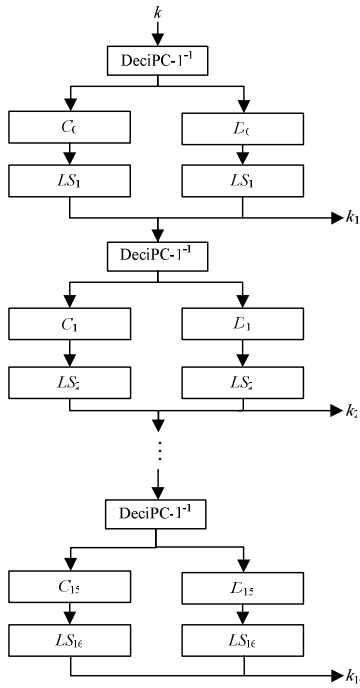 k
DeciPC-1⁻¹
C₀ D₀
LS₁ LS₁
k₁
DeciPC-1⁻¹
C₁ D₁
LS₂ LS₂
k₂
⋮
DeciPC-1⁻¹
C₁₅ D₁₅
LS₁₆ LS₁₆
k₁₆